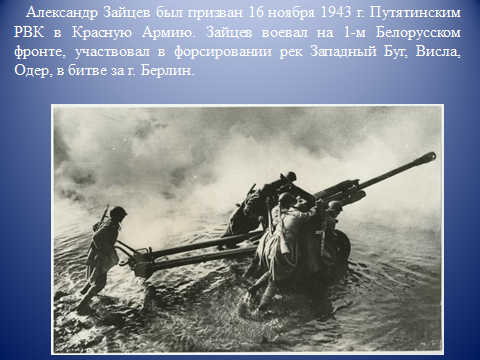 Александр Зайцев был призван 16 ноября 1943 г. Путятинским
РВК в Красную Армию. Зайцев воевал на 1-м Белорусском
фронте, участвовал в форсировании рек Западный Буг, Висла,
Одер, в битве за г. Берлин.